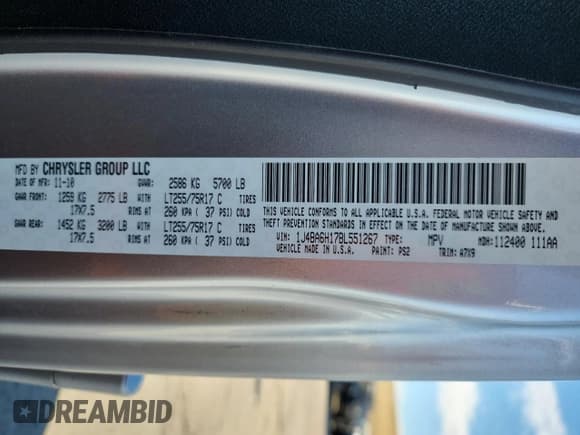 MFD BY CHRYSLER GROUP LLC
DATE OF MFR: 11-10 GVWR: 2586 KG 5700 LB
GAWR FRONT: 1259 KG 2775 LB WITH LT255/75R17 C TIRES
17X7.5 RIMS AT 260 KPA ( 37 PSI) COLD
GAWR REAR: 1452 KG 3200 LB WITH LT255/75R17 C TIRES
17X7.5 RIMS AT 260 KPA ( 37 PSI) COLD
THIS VEHICLE CONFORMS TO ALL APPLICABLE U.S.A. FEDERAL MOTOR VEHICLE SAFETY AND
THEFT PREVENTION STANDARDS IN EFFECT ON THE DATE OF MANUFACTURE SHOWN ABOVE.
VIN: 1J4BA6H17BL551267 TYPE: MPV MDH: 112400 111AA
VEHICLE MADE IN U.S.A. PAINT: PS2 TRIM: A7X9
DREAMBID